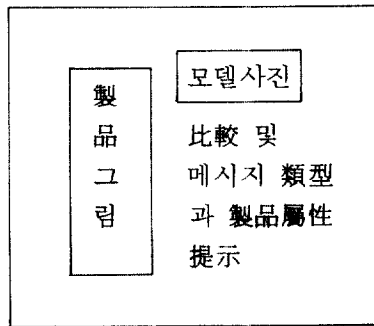 製
品
그
림
모델사진
比較 및
메시지 類型
과 製品屬性
提示